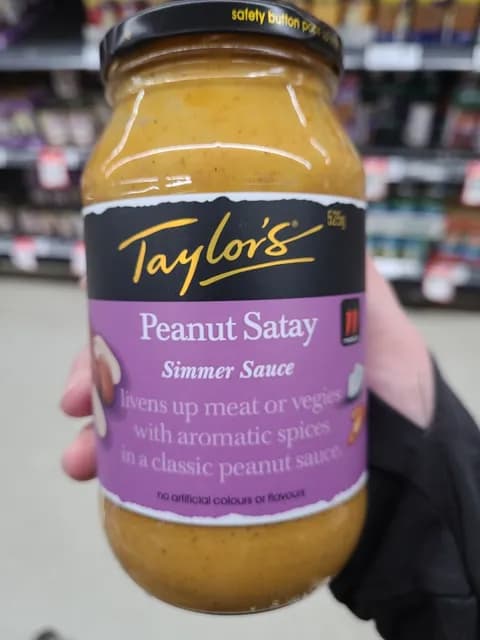 safety button
Taylor's
525g
Peanut Satay
Simmer Sauce
livens up meat or vegies
with aromatic spices
in a classic peanut sauce.
no artificial colours or flavours